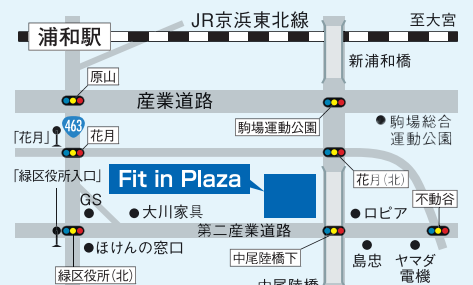 JR京浜東北線
至大宮
浦和駅
新浦和橋
原山
産業道路
463
駒場運動公園
駒場総合
運動公園
「花月」
花月
「緑区役所入口」
Fit in Plaza
花月(北)
不動谷
GS
大川家具
ロピア
第二産業道路
ほけんの窓口
中尾陸橋下
島忠
ヤマダ
電機
緑区役所(北)
中尾陸橋